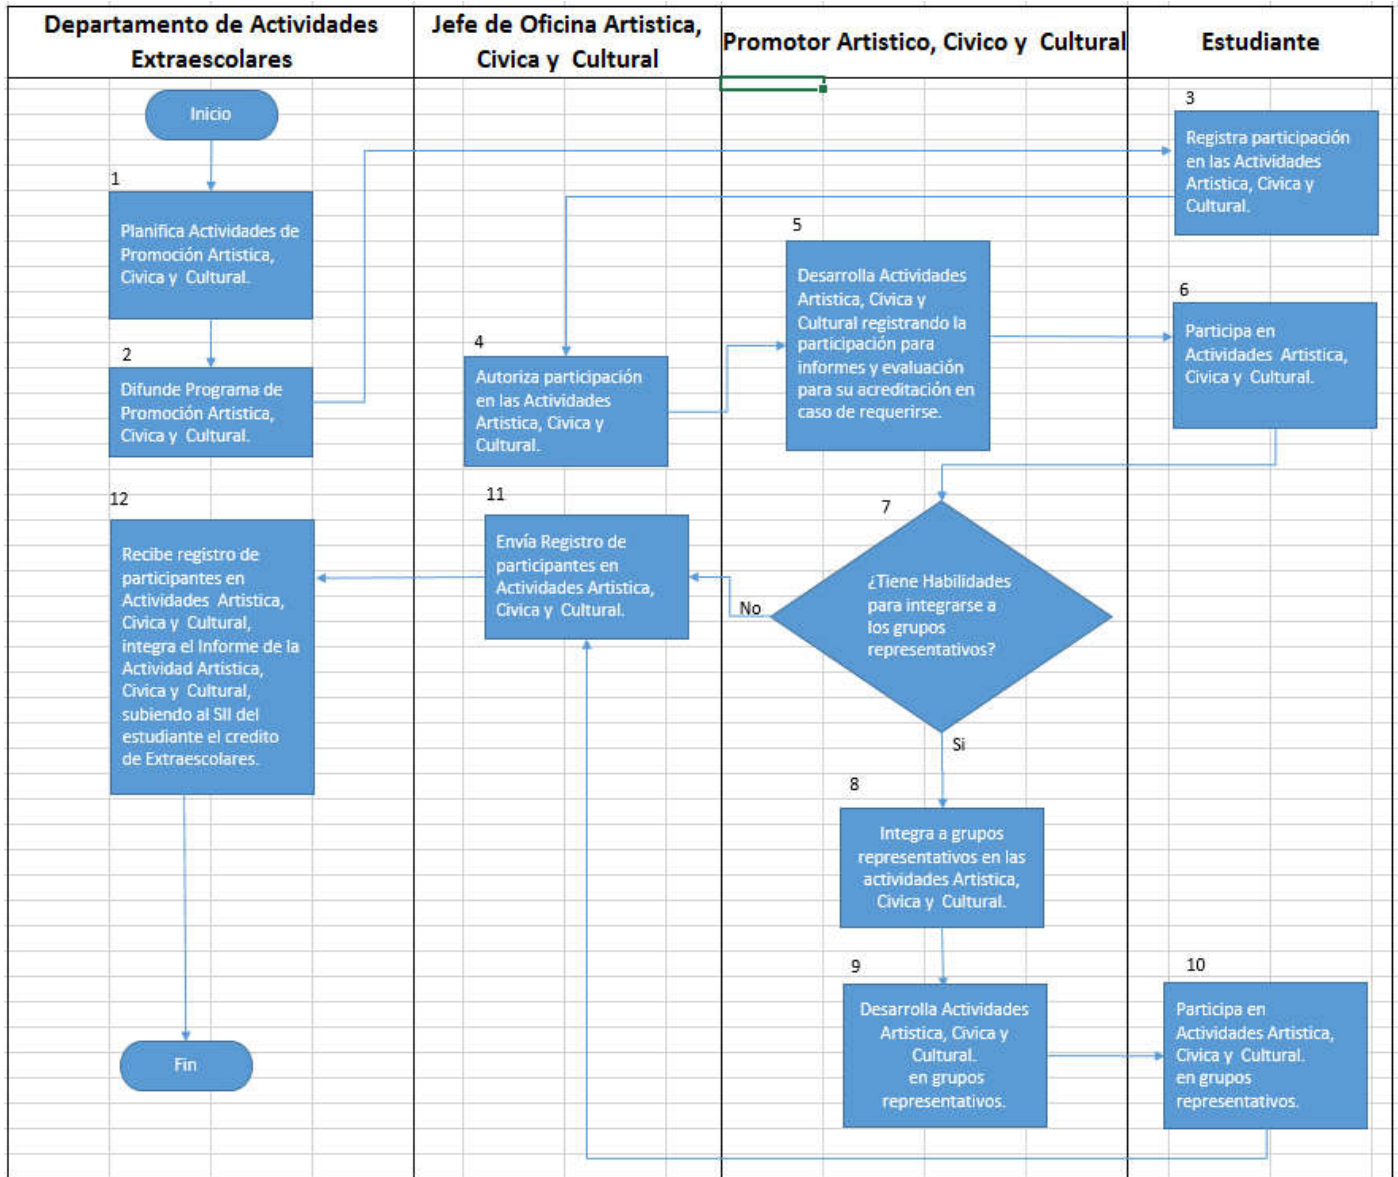 Departamento de Actividades
Extraescolares
Jefe de Oficina Artistica,
Civica y  Cultural
Promotor Artistico, Civico y  Cultural
Estudiante
Inicio
1
Planifica Actividades de
Promoción Artistica,
Civica y  Cultural.
2
Difunde Programa de
Promoción Artistica,
Civica y  Cultural.
3
Registra participación
en las Actividades
Artistica, Civica y
Cultural.
4
Autoriza participación
en las Actividades
Artistica, Civica y
Cultural.
5
Desarrolla Actividades
Artistica, Civica y
Cultural registrando la
participación para
informes y evaluación
para su acreditación en
caso de requerirse.
6
Participa en
Actividades  Artistica,
Civica y  Cultural.
7
¿Tiene Habilidades
para integrarse a
los grupos
representativos?
No
Si
8
Integra a grupos
representativos en las
actividades Artistica,
Civica y  Cultural.
9
Desarrolla Actividades
Artistica, Civica y
Cultural.
en grupos
representativos.
10
Participa en
Actividades Artistica,
Civica y  Cultural.
en grupos
representativos.
11
Envía Registro de
participantes en
Actividades Artistica,
Civica y  Cultural.
12
Recibe registro de
participantes en
Actividades  Artistica,
Civica y  Cultural,
integra el Informe de la
Actividad Artistica,
Civica y  Cultural,
subiendo al SII del
estudiante el credito
de Extraescolares.
Fin